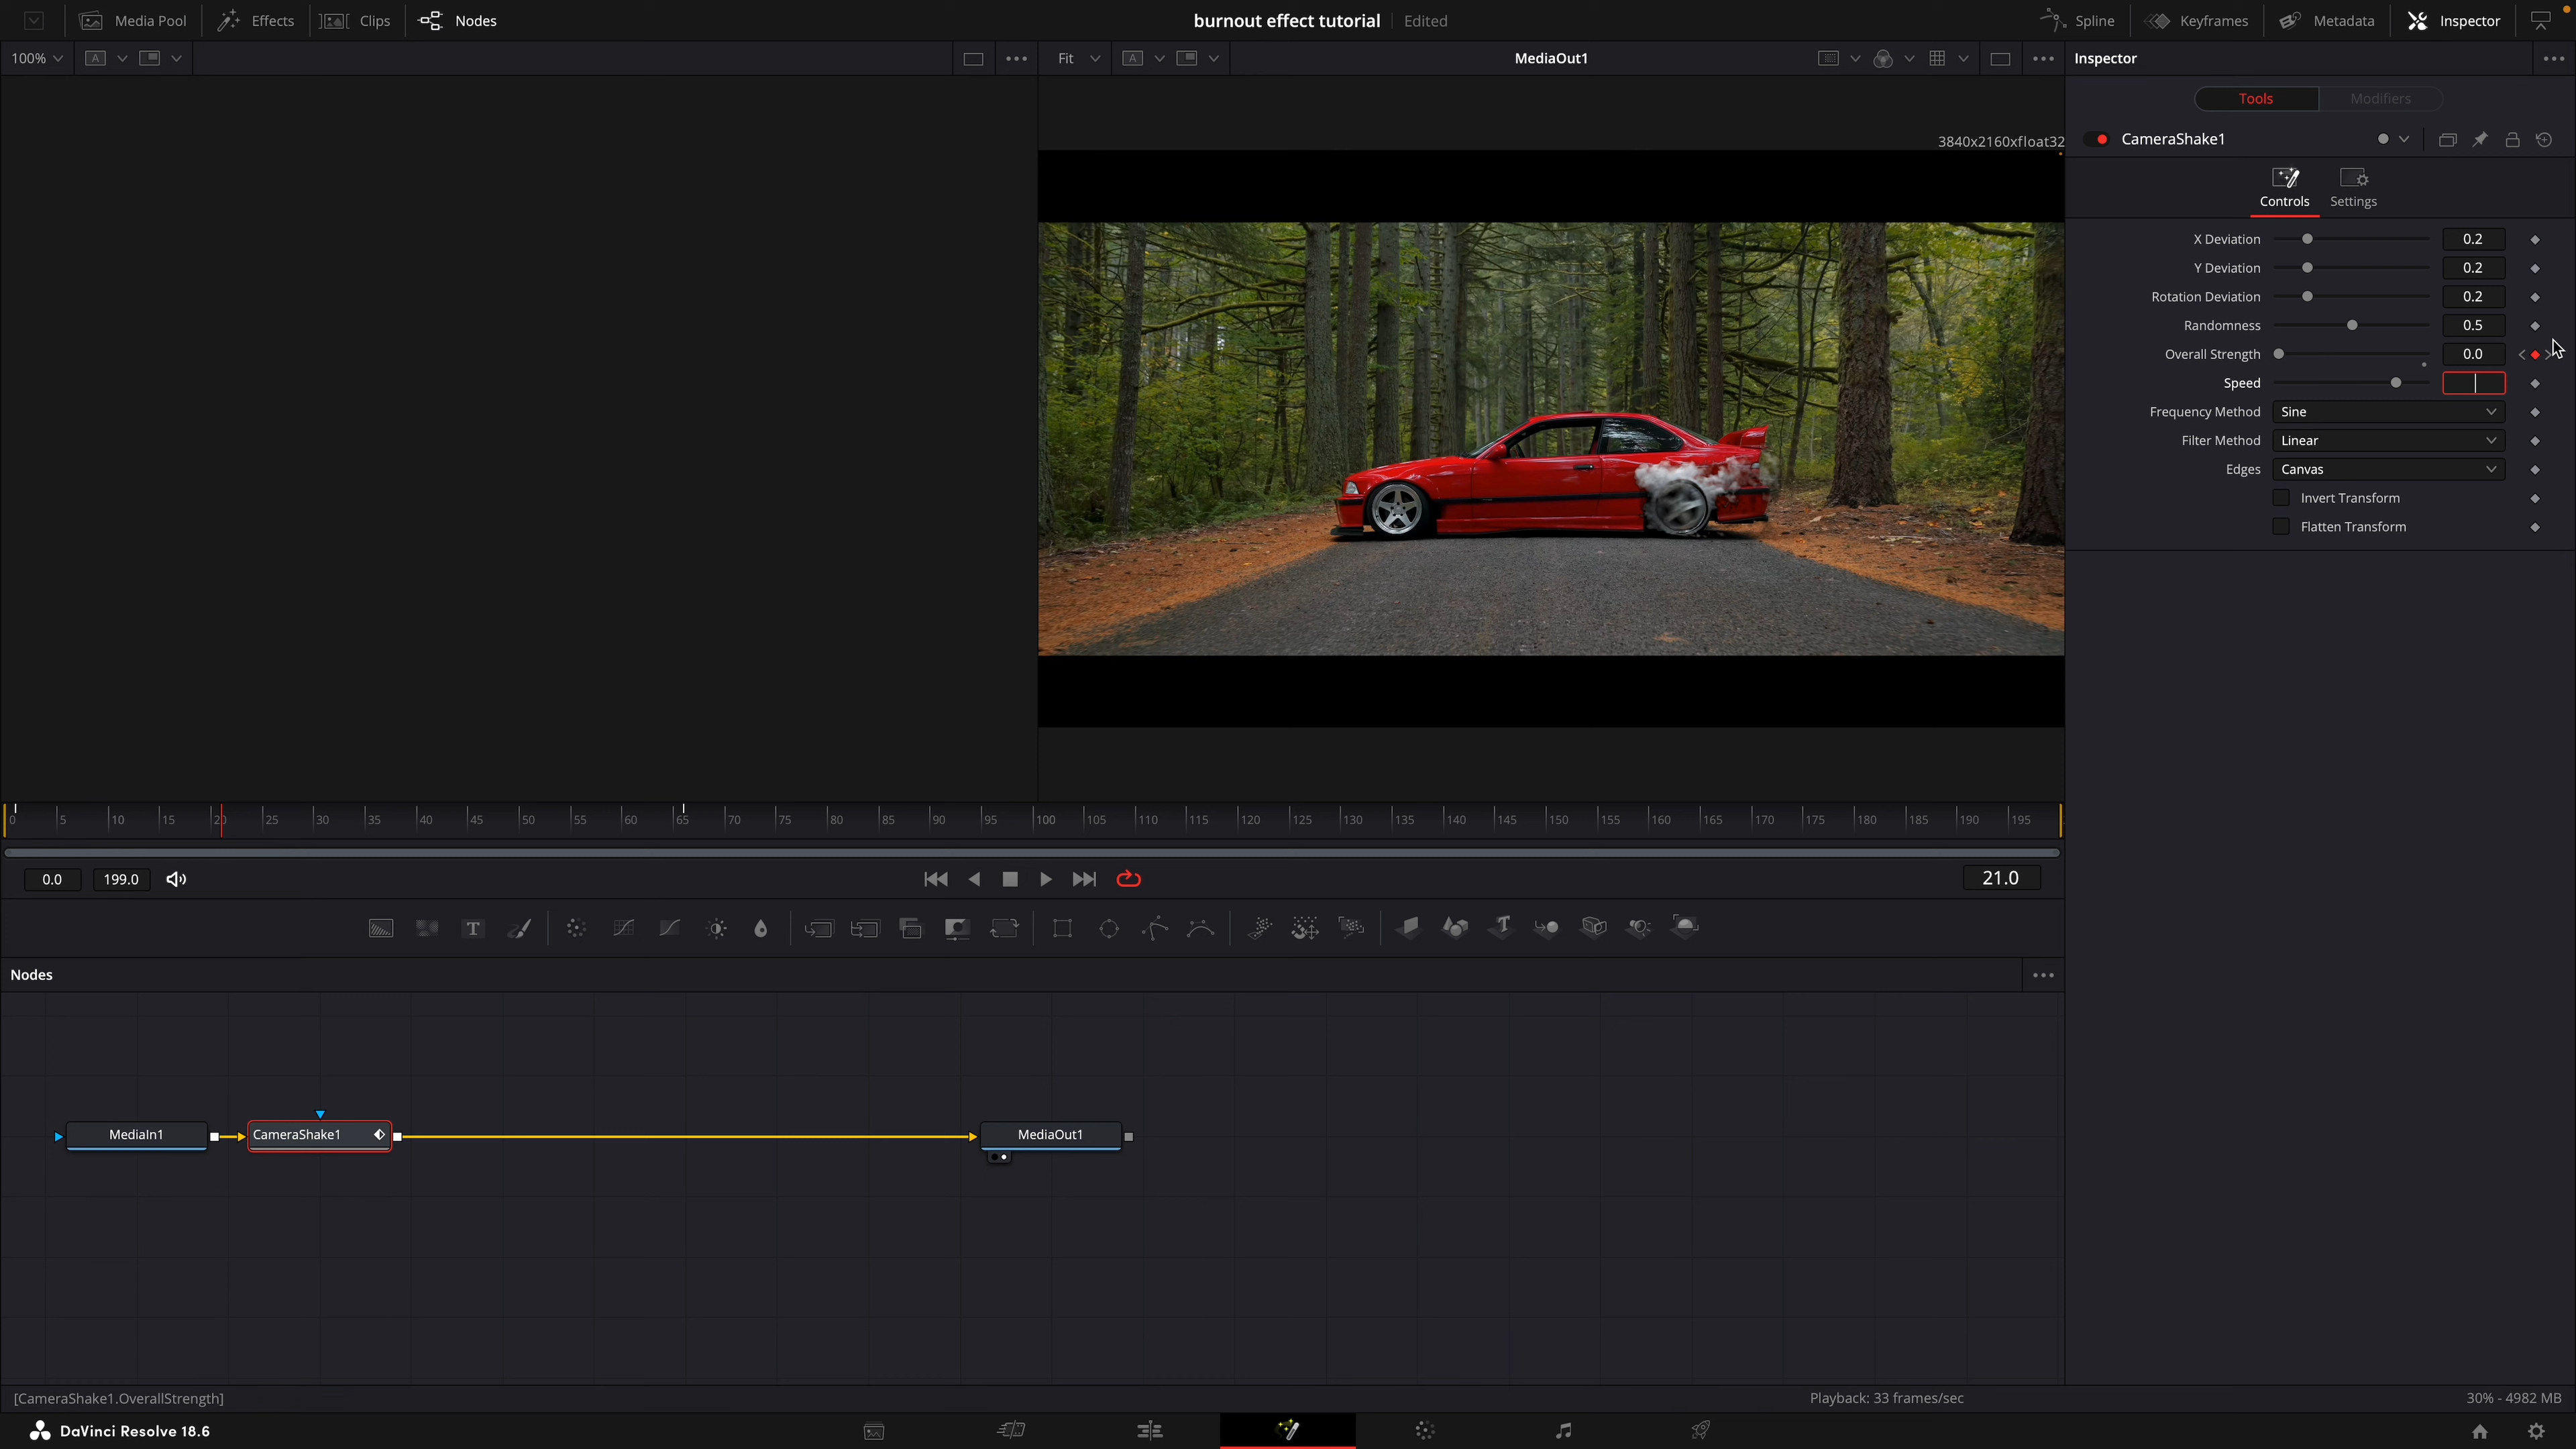 Media Pool Effects Clips Nodes burnout effect tutorial Edited Spline Keyframes Metadata Inspector
100% A Fit A MediaOut1 Inspector
Tools Modifiers
3840x2160xfloat32 CameraShake1
Controls Settings
X Deviation 0.2
Y Deviation 0.2
Rotation Deviation 0.2
Randomness 0.5
Overall Strength 0.0
Speed
Frequency Method Sine
Filter Method Linear
Edges Canvas
Invert Transform
Flatten Transform
0 5 10 15 20 25 30 35 40 45 50 55 60 65 70 75 80 85 90 95 100 105 110 115 120 125 130 135 140 145 150 155 160 165 170 175 180 185 190 195
0.0 199.0 21.0
T T
Nodes
MediaIn1 CameraShake1 MediaOut1
[CameraShake1.OverallStrength] Playback: 33 frames/sec 30% - 4982 MB
DaVinci Resolve 18.6